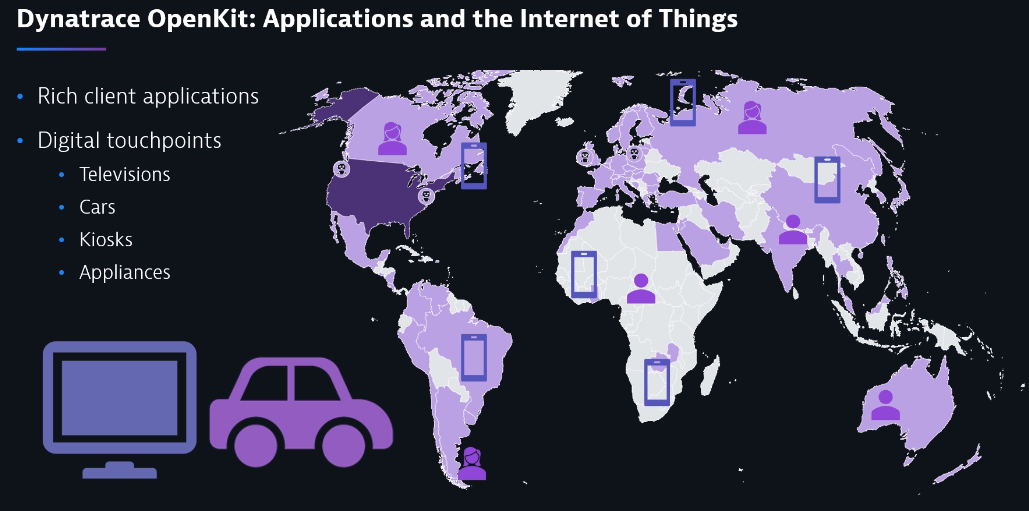 Dynatrace OpenKit: Applications and the Internet of Things
• Rich client applications
• Digital touchpoints
• Televisions
• Cars
• Kiosks
• Appliances